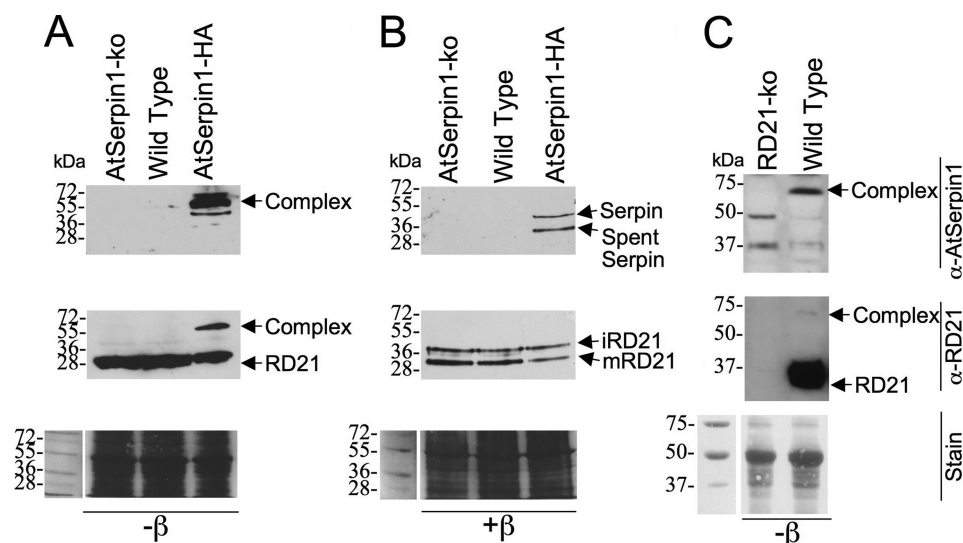 A
AtSerpin1-ko
Wild Type
AtSerpin1-HA
kDa
72-
55-
36-
28-
Complex
72-
55-
36-
28-
Complex
RD21
72-
55-
36-
28-
-β
B
AtSerpin1-ko
Wild Type
AtSerpin1-HA
kDa
72-
55-
36-
28-
Serpin
Spent
Serpin
72-
55-
36-
28-
iRD21
mRD21
72-
55-
36-
28-
+β
C
RD21-ko
Wild Type
kDa
75-
50-
37-
Complex
α-AtSerpin1
75-
50-
37-
Complex
RD21
α-RD21
75-
50-
37-
Stain
-β